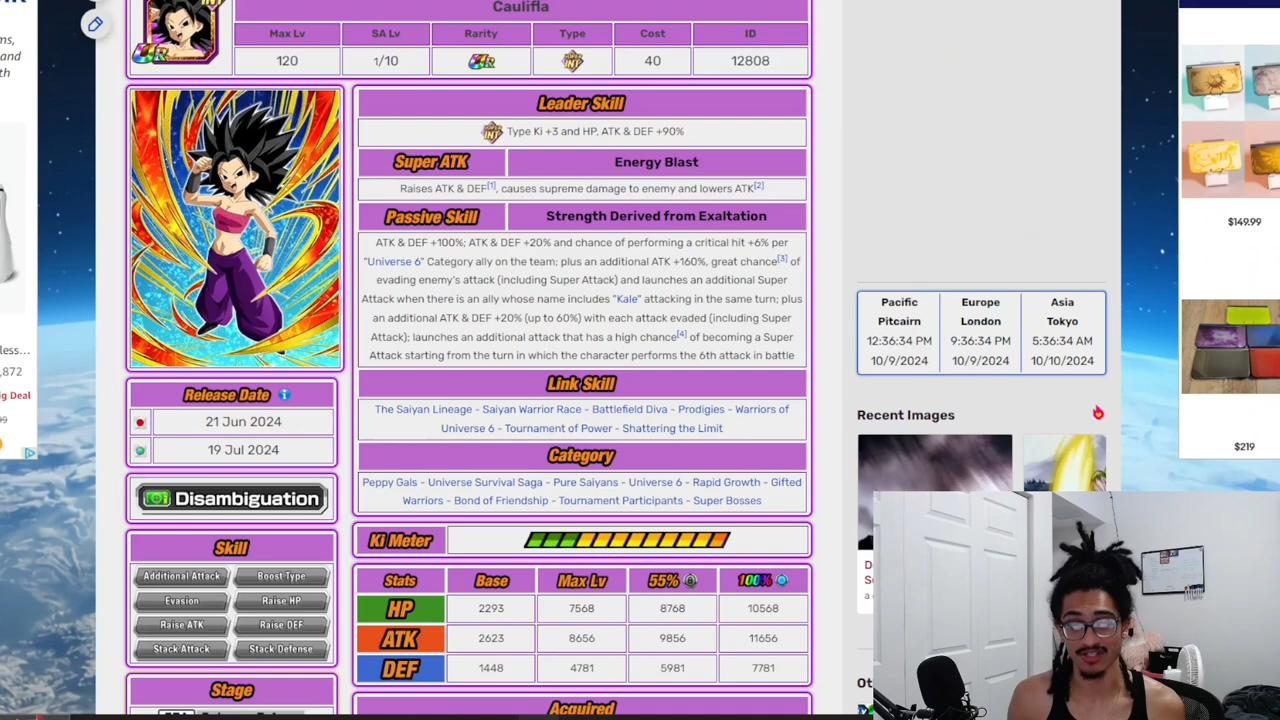 Caulifla
Max Lv SA Lv Rarity Type Cost ID
120 1/10 UR INT 40 12808
Leader Skill
SUPER INT Type Ki +3 and HP, ATK & DEF +90%
Super ATK Energy Blast
Raises ATK & DEF[1], causes supreme damage to enemy and lowers ATK[2]
Passive Skill Strength Derived from Exaltation
ATK & DEF +100%; ATK & DEF +20% and chance of performing a critical hit +6% per
"Universe 6" Category ally on the team; plus an additional ATK +160%, great chance[3] of
evading enemy's attack (including Super Attack) and launches an additional Super
Attack when there is an ally whose name includes "Kale" attacking in the same turn; plus
an additional ATK & DEF +20% (up to 60%) with each attack evaded (including Super
Attack); launches an additional attack that has a high chance[4] of becoming a Super
Attack starting from the turn in which the character performs the 6th attack in battle
Link Skill
The Saiyan Lineage - Saiyan Warrior Race - Battlefield Diva - Prodigies - Warriors of
Universe 6 - Tournament of Power - Shattering the Limit
Category
Peppy Gals - Universe Survival Saga - Pure Saiyans - Universe 6 - Rapid Growth - Gifted
Warriors - Bond of Friendship - Tournament Participants - Super Bosses
Ki Meter
Stats Base Max Lv 55% 100%
HP 2293 7568 8768 10568
ATK 2623 8656 9856 11656
DEF 1448 4781 5981 7781
Acquired
Release Date
21 Jun 2024
19 Jul 2024
Disambiguation
Skill
Additional Attack Boost Type
Evasion Raise HP
Raise ATK Raise DEF
Stack Attack Stack Defense
Stage
Pacific Europe Asia
Pitcairn London Tokyo
12:36:34 PM 9:36:34 PM 5:36:34 AM
10/9/2024 10/9/2024 10/10/2024
Recent Images
$149.99
$219
ms,
and
th
less...
,872
ig Deal